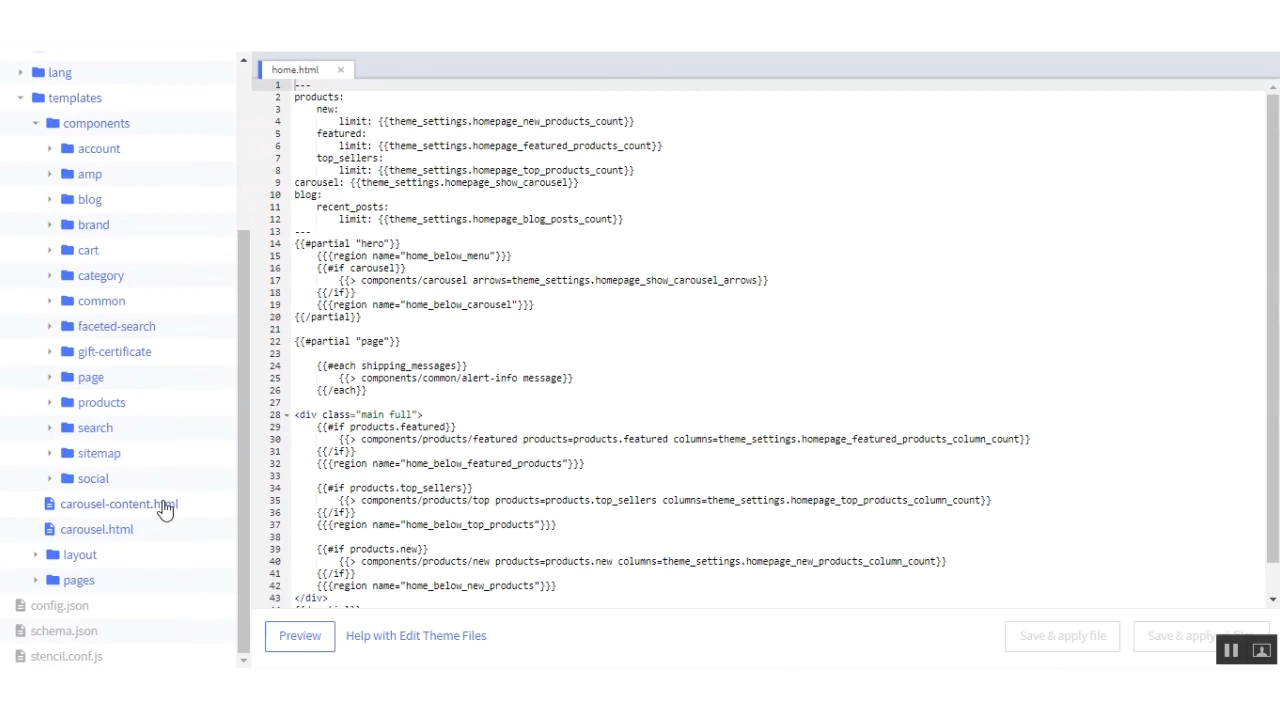 lang
templates
components
account
amp
blog
brand
cart
category
common
faceted-search
gift-certificate
page
products
search
sitemap
social
carousel-content.html
carousel.html
layout
pages
config.json
schema.json
stencil.conf.js
home.html ×
1 ---
2 products:
3 new:
4 limit: {{theme_settings.homepage_new_products_count}}
5 featured:
6 limit: {{theme_settings.homepage_featured_products_count}}
7 top_sellers:
8 limit: {{theme_settings.homepage_top_products_count}}
9 carousel: {{theme_settings.homepage_show_carousel}}
10 blog:
11 recent_posts:
12 limit: {{theme_settings.homepage_blog_posts_count}}
13 ---
14 {{#partial "hero"}}
15 {{{region name="home_below_menu"}}}
16 {{#if carousel}}
17 {{> components/carousel arrows=theme_settings.homepage_show_carousel_arrows}}
18 {{/if}}
19 {{{region name="home_below_carousel"}}}
20 {{/partial}}
21
22 {{#partial "page"}}
23
24 {{#each shipping_messages}}
25 {{> components/common/alert-info message}}
26 {{/each}}
27
28 <div class="main full">
29 {{#if products.featured}}
30 {{> components/products/featured products=products.featured columns=theme_settings.homepage_featured_products_column_count}}
31 {{/if}}
32 {{{region name="home_below_featured_products"}}}
33
34 {{#if products.top_sellers}}
35 {{> components/products/top products=products.top_sellers columns=theme_settings.homepage_top_products_column_count}}
36 {{/if}}
37 {{{region name="home_below_top_products"}}}
38
39 {{#if products.new}}
40 {{> components/products/new products=products.new columns=theme_settings.homepage_new_products_column_count}}
41 {{/if}}
42 {{{region name="home_below_new_products"}}}
43 </div>
Preview Help with Edit Theme Files Save & apply file Save & apply